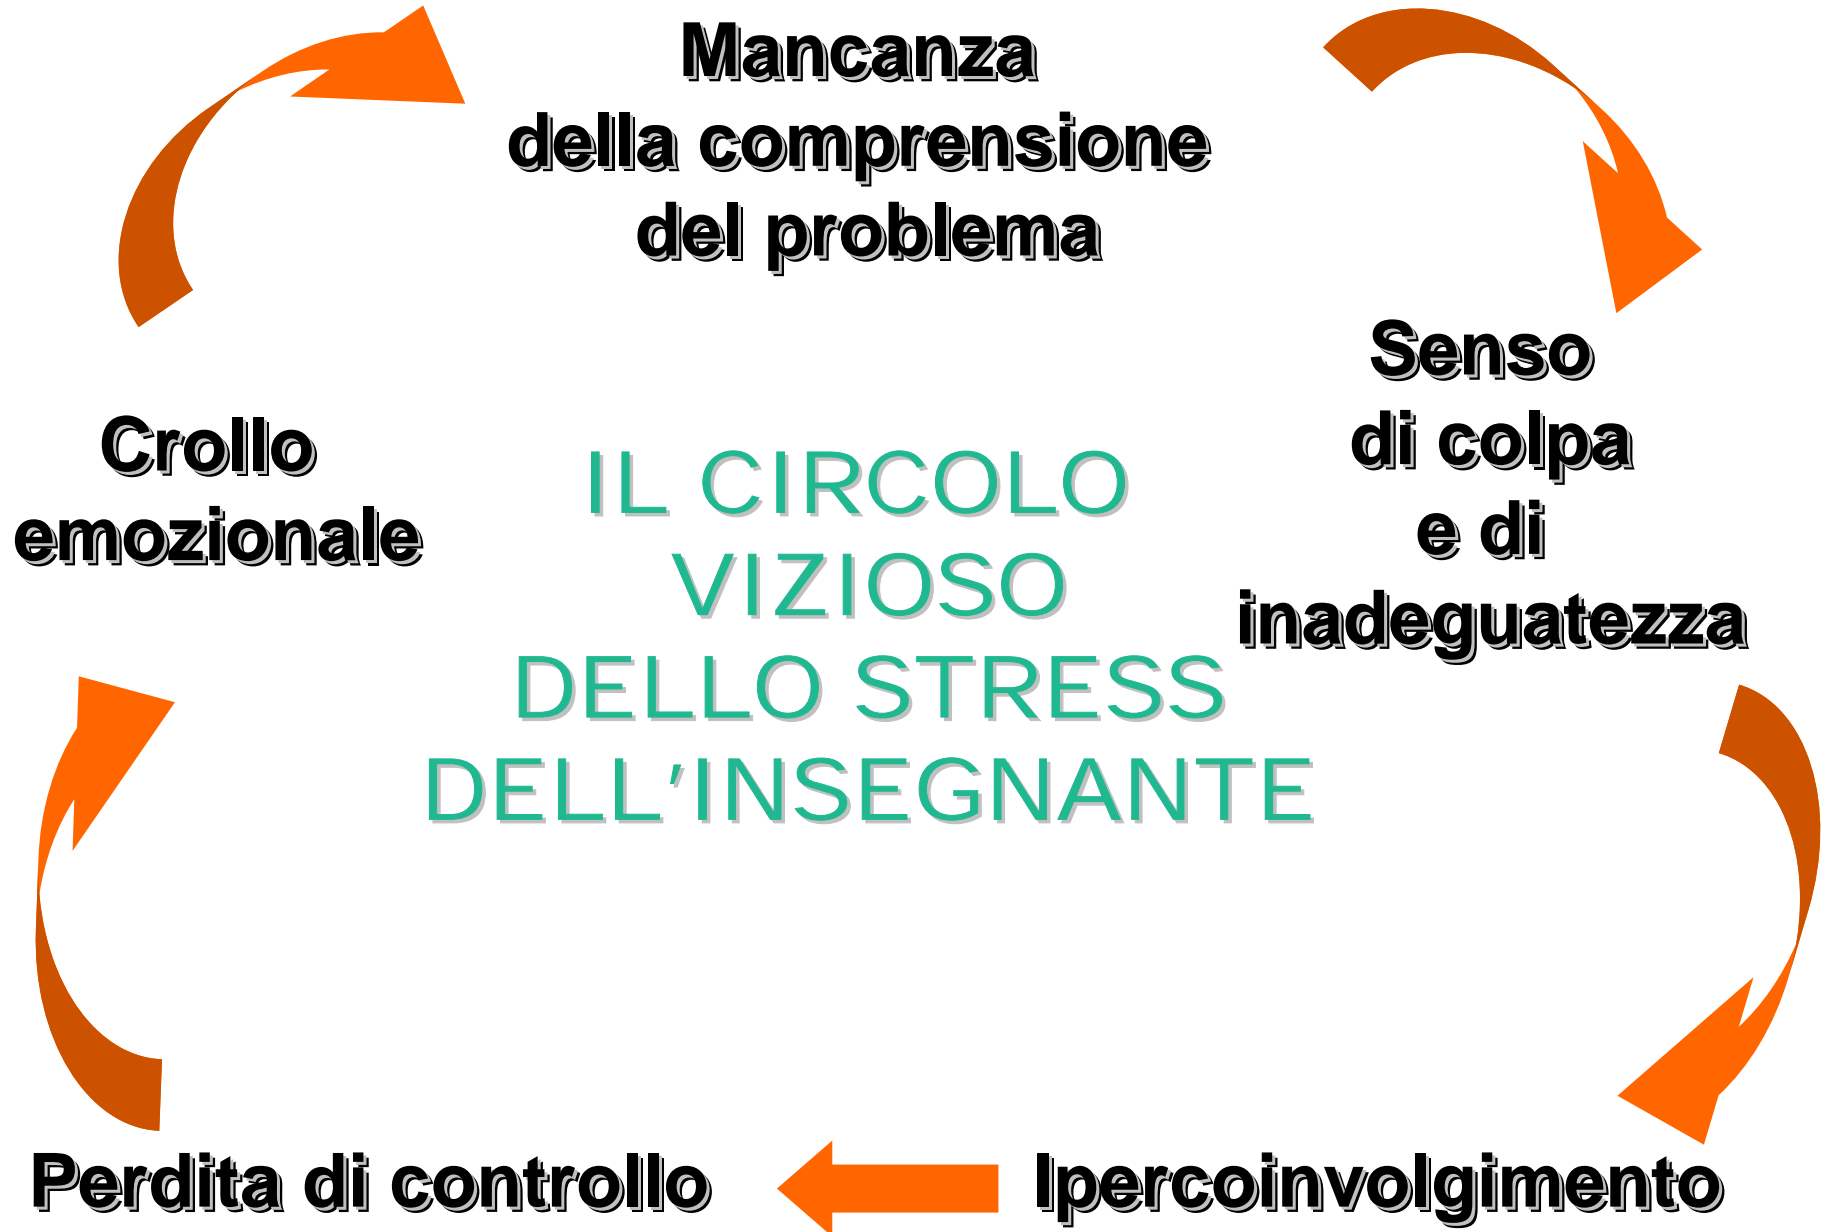 Mancanza
della comprensione
del problema
Senso
di colpa
e di
inadeguatezza
Crollo
emozionale
IL CIRCOLO
VIZIOSO
DELLO STRESS
DELL’INSEGNANTE
Perdita di controllo
Ipercoinvolgimento